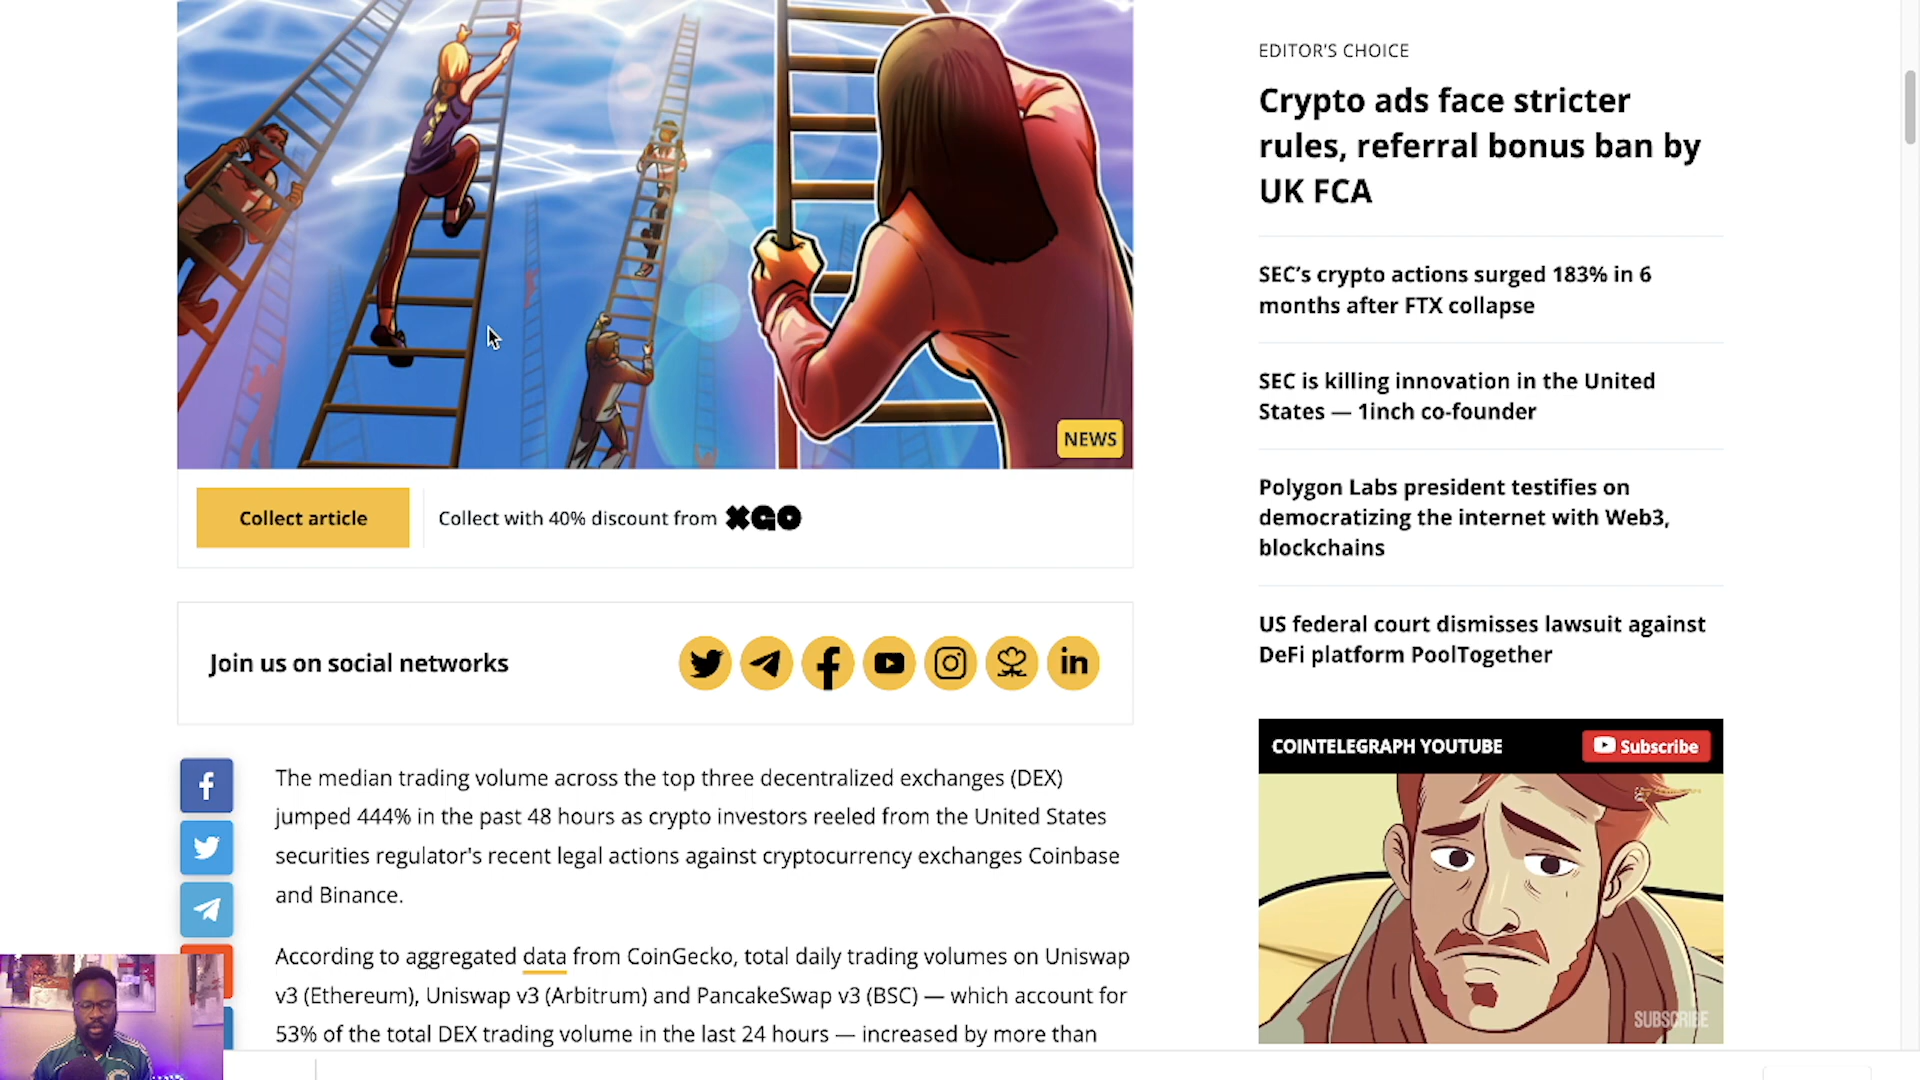 NEWS
Collect article
Collect with 40% discount from XGO
Join us on social networks
The median trading volume across the top three decentralized exchanges (DEX)
jumped 444% in the past 48 hours as crypto investors reeled from the United States
securities regulator's recent legal actions against cryptocurrency exchanges Coinbase
and Binance.
According to aggregated data from CoinGecko, total daily trading volumes on Uniswap
v3 (Ethereum), Uniswap v3 (Arbitrum) and PancakeSwap v3 (BSC) — which account for
53% of the total DEX trading volume in the last 24 hours — increased by more than
EDITOR'S CHOICE
Crypto ads face stricter
rules, referral bonus ban by
UK FCA
SEC’s crypto actions surged 183% in 6
months after FTX collapse
SEC is killing innovation in the United
States — 1inch co-founder
Polygon Labs president testifies on
democratizing the internet with Web3,
blockchains
US federal court dismisses lawsuit against
DeFi platform PoolTogether
COINTELEGRAPH YOUTUBE
Subscribe
SUBSCRIBE